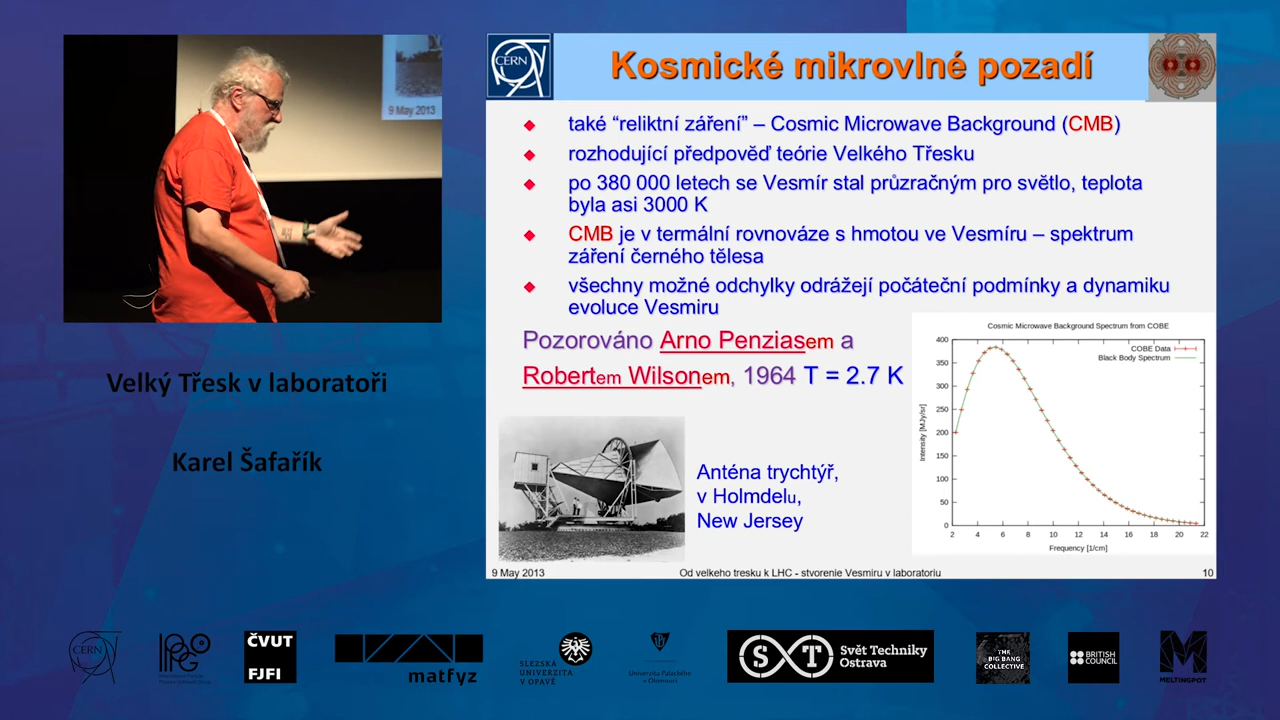 9 May 2013
Velký Třesk v laboratoři
Karel Šafařík
CERN
Kosmické mikrovlné pozadí
také “reliktní záření” – Cosmic Microwave Background (CMB)
rozhodující předpověď teórie Velkého Třesku
po 380 000 letech se Vesmír stal průzračným pro světlo, teplota
byla asi 3000 K
CMB je v termální rovnováze s hmotou ve Vesmíru – spektrum
záření černého tělesa
všechny možné odchylky odrážejí počáteční podmínky a dynamiku
evoluce Vesmiru
Pozorováno Arno Penziasem a
Robertem Wilsonem, 1964 T = 2.7 K
Anténa trychtýř,
v Holmdelu,
New Jersey
Cosmic Microwave Background Spectrum from COBE
COBE Data
Black Body Spectrum
Intensity [MJy/sr]
400
350
300
250
200
150
100
50
0
2 4 6 8 10 12 14 16 18 20 22
Frequency [1/cm]
9 May 2013
Od velkeho tresku k LHC - stvorenie Vesmiru v laboratoriu
10
CERN
IPPOG
ČVUT
FJFI
matfyz
SLEZSKÁ
UNIVERZITA
V OPAVĚ
Univerzita Palackého
v Olomouci
SXT
Svět Techniky
Ostrava
THE
BIG BANG
COLLECTIVE
BRITISH
COUNCIL
MELTINGPOT